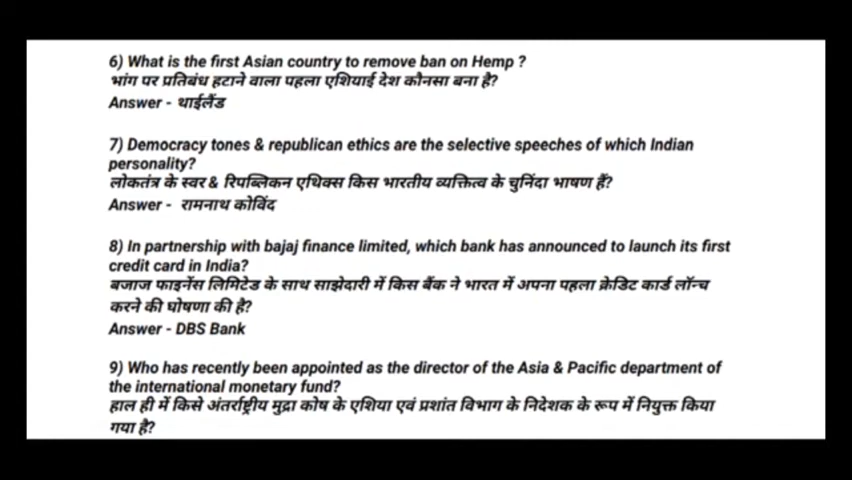 6) What is the first Asian country to remove ban on Hemp ?
भांग पर प्रतिबंध हटाने वाला पहला एशियाई देश कौनसा बना है?
Answer - थाईलैंड
7) Democracy tones & republican ethics are the selective speeches of which Indian
personality?
लोकतंत्र के स्वर & रिपब्लिकन एथिक्स किस भारतीय व्यक्तित्व के चुनिंदा भाषण हैं?
Answer - रामनाथ कोविंद
8) In partnership with bajaj finance limited, which bank has announced to launch its first
credit card in India?
बजाज फाइनेंस लिमिटेड के साथ साझेदारी में किस बैंक ने भारत में अपना पहला क्रेडिट कार्ड लॉन्च
करने की घोषणा की है?
Answer - DBS Bank
9) Who has recently been appointed as the director of the Asia & Pacific department of
the international monetary fund?
हाल ही में किसे अंतर्राष्ट्रीय मुद्रा कोष के एशिया एवं प्रशांत विभाग के निदेशक के रूप में नियुक्त किया
गया है?